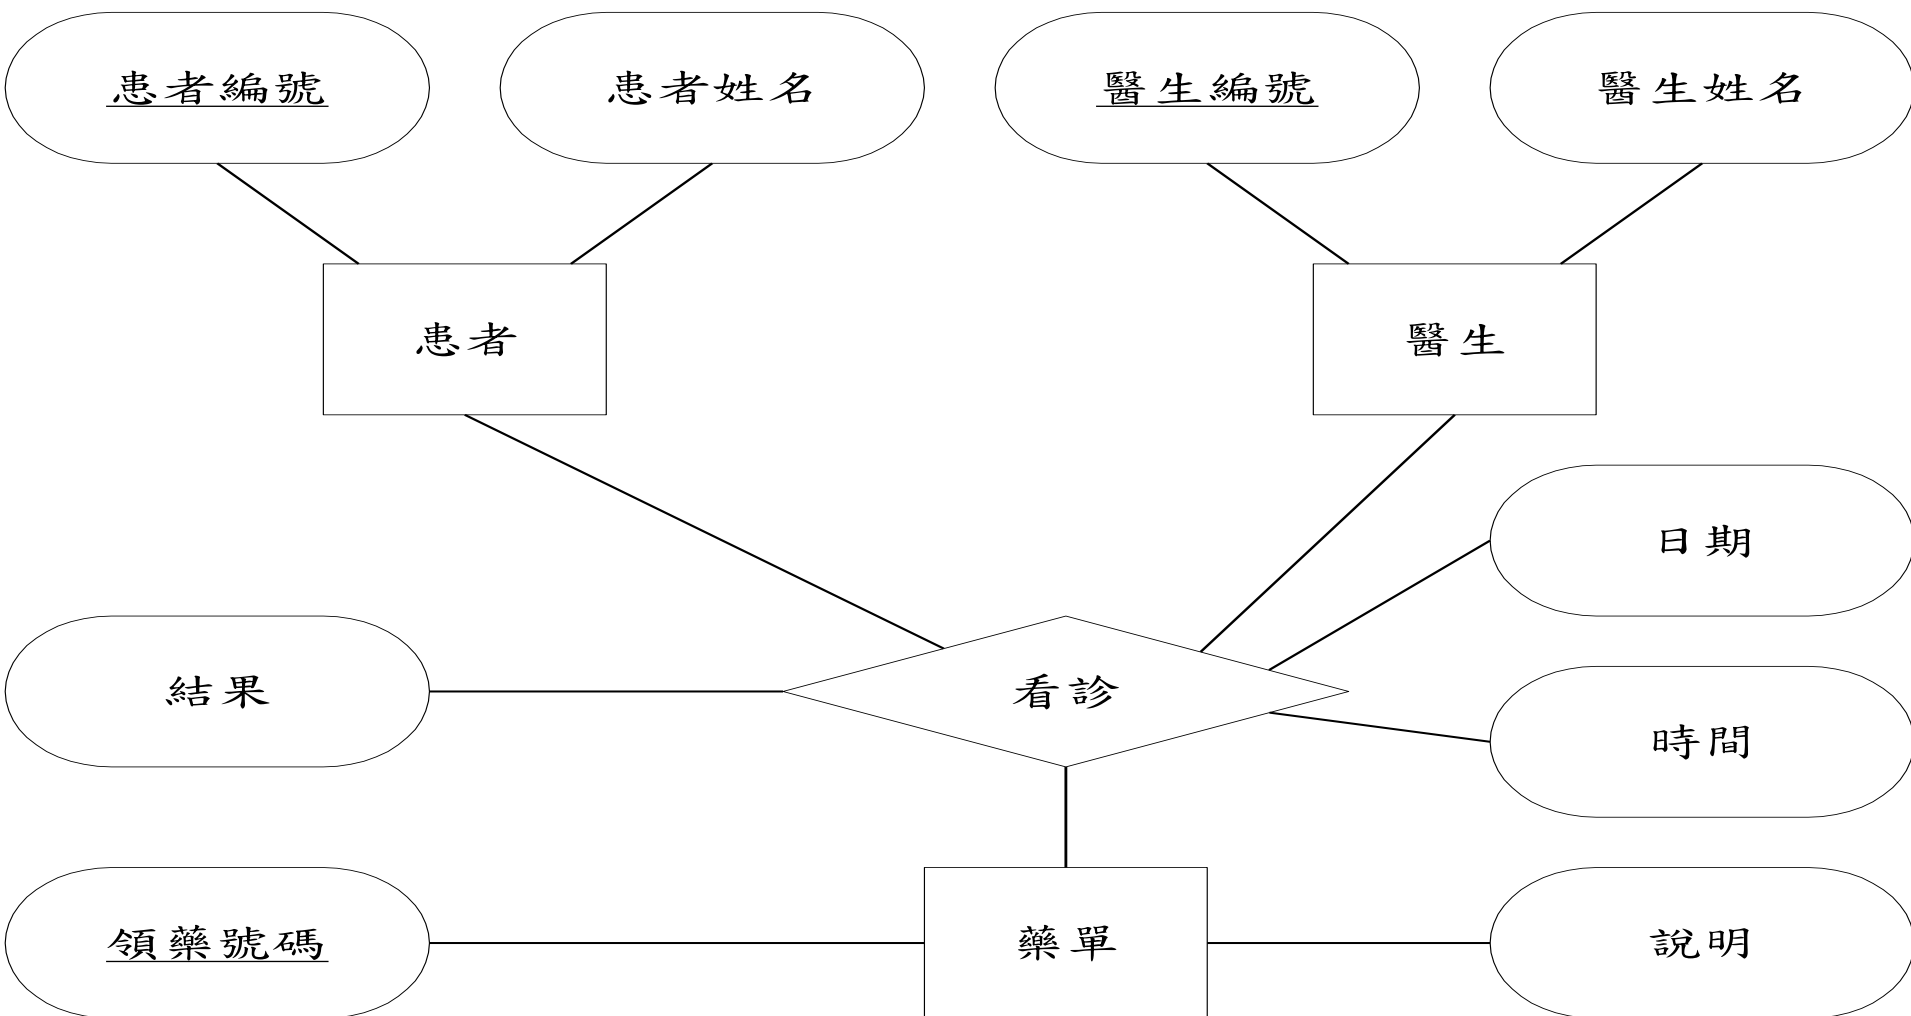 患者編號
患者姓名
醫生編號
醫生姓名
患者
醫生
日期
結果
看診
時間
領藥號碼
藥單
說明